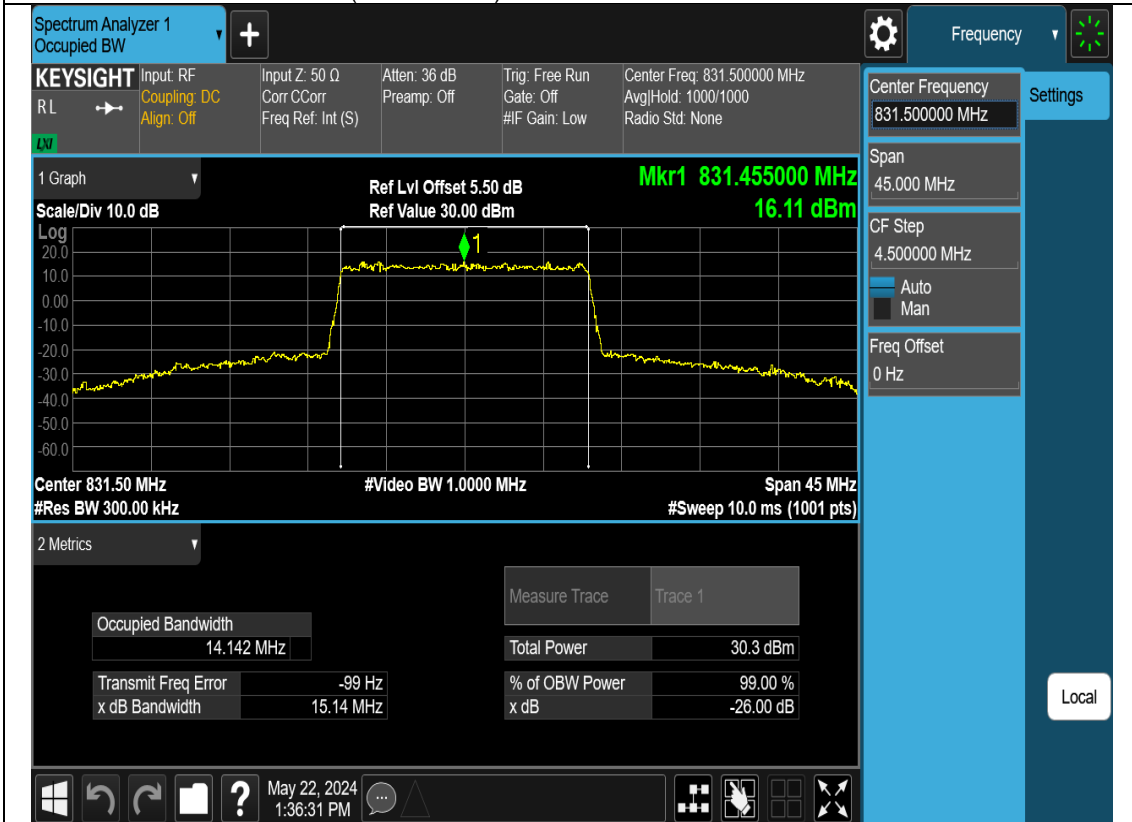 Spectrum Analyzer 1
Occupied BW
Frequency
KEYSIGHT
RL
LXI
Input: RF
Coupling: DC
Align: Off
Input Z: 50 Ω
Corr CCorr
Freq Ref: Int (S)
Atten: 36 dB
Preamp: Off
Trig: Free Run
Gate: Off
#IF Gain: Low
Center Freq: 831.500000 MHz
Avg|Hold: 1000/1000
Radio Std: None
Center Frequency
831.500000 MHz
Settings
Span
45.000 MHz
CF Step
4.500000 MHz
Auto
Man
Freq Offset
0 Hz
Local
1 Graph
Scale/Div 10.0 dB
Ref Lvl Offset 5.50 dB
Ref Value 30.00 dBm
Mkr1 831.455000 MHz
16.11 dBm
Log
1
20.0
10.0
0.00
-10.0
-20.0
-30.0
-40.0
-50.0
-60.0
Center 831.50 MHz
#Video BW 1.0000 MHz
Span 45 MHz
#Res BW 300.00 kHz
#Sweep 10.0 ms (1001 pts)
2 Metrics
Measure Trace Trace 1
Occupied Bandwidth
14.142 MHz
Total Power 30.3 dBm
Transmit Freq Error -99 Hz
% of OBW Power 99.00 %
x dB Bandwidth 15.14 MHz
x dB -26.00 dB
?
May 22, 2024
1:36:31 PM